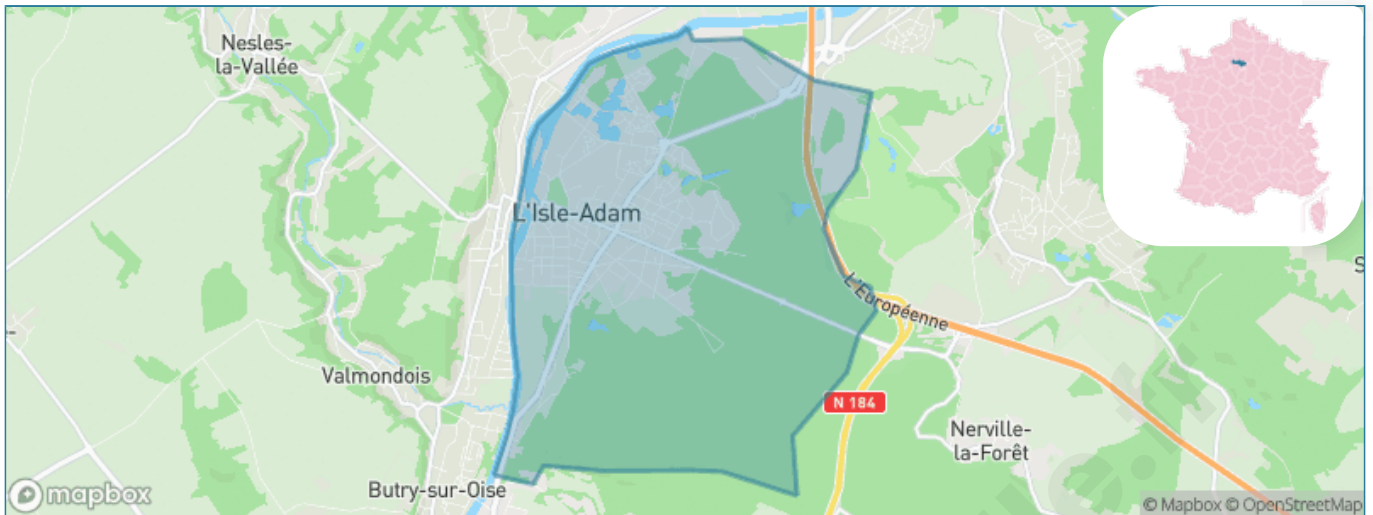 Nesles-
la-Vallée
L'Isle-Adam
L'Européenne
Valmondois
N 184
Nerville-
la-Forêt
Butry-sur-Oise
mapbox
© Mapbox © OpenStreetMap